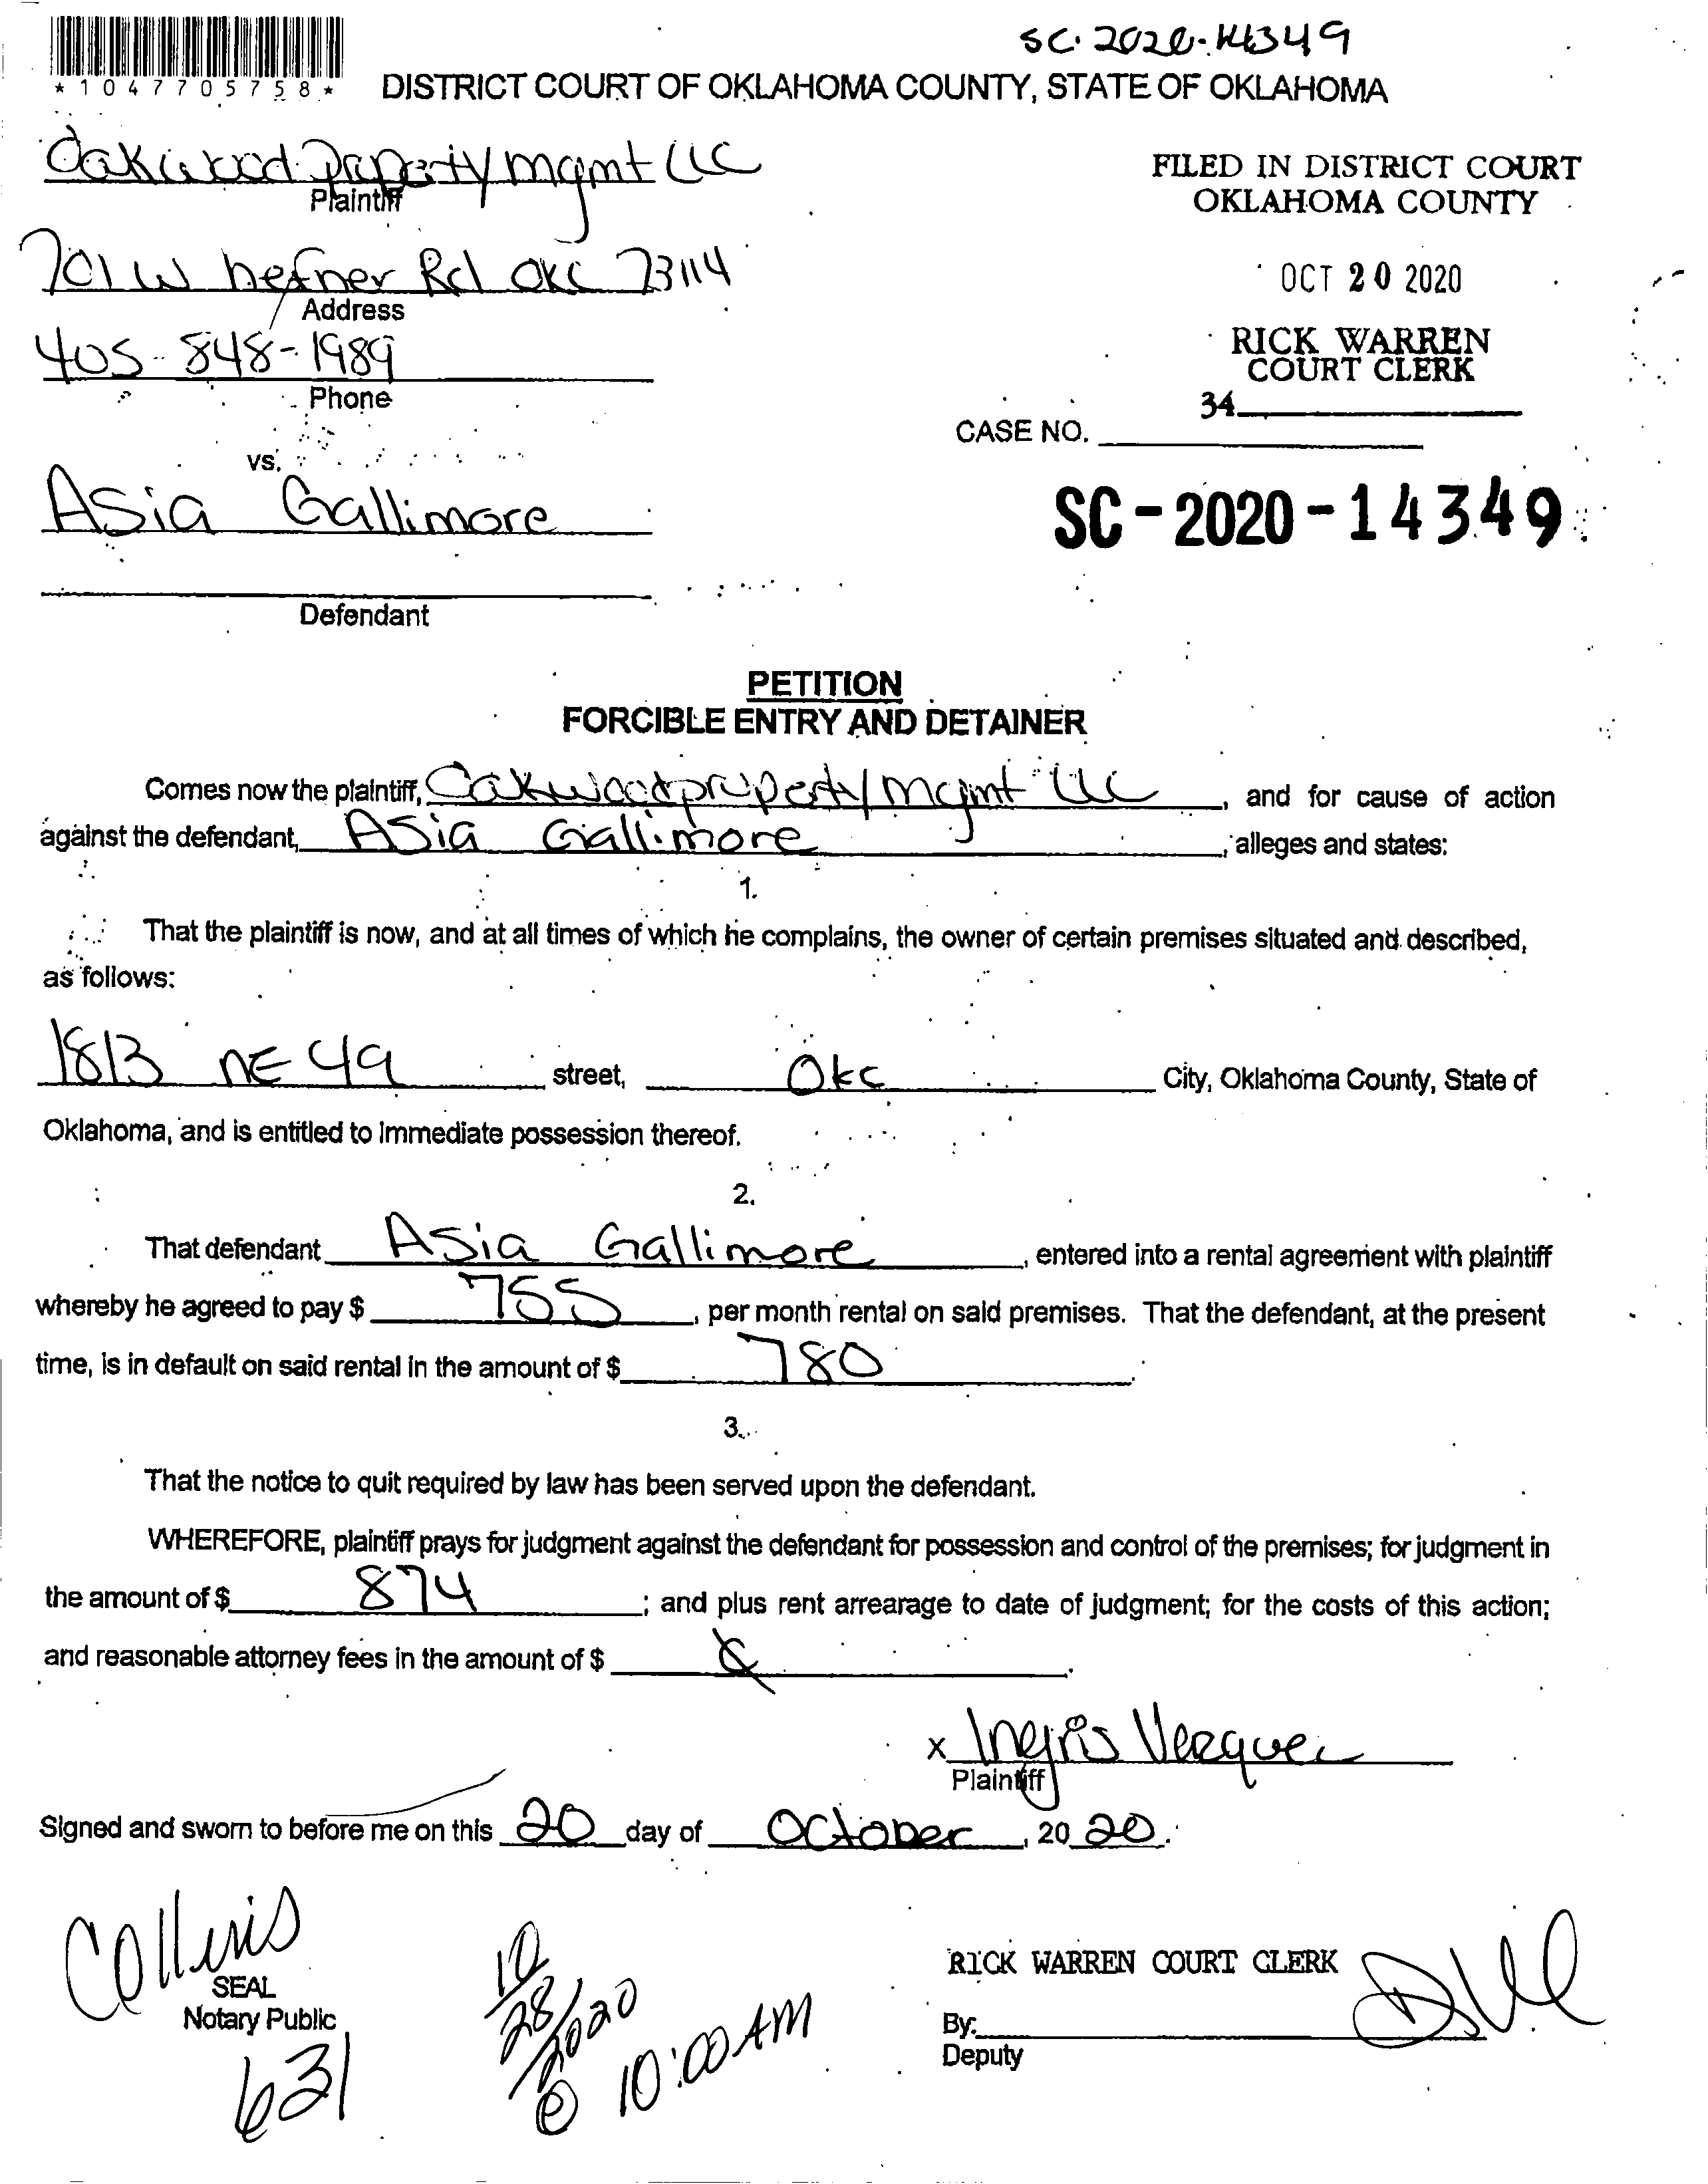 SC-2020-14349
*1047705758*
DISTRICT COURT OF OKLAHOMA COUNTY, STATE OF OKLAHOMA
Oakwood Property Mgmt LLC
Plaintiff
FILED IN DISTRICT COURT
OKLAHOMA COUNTY
701 W hefner Rd OKC 73114
Address
OCT 20 2020
405-848-1989
Phone
RICK WARREN
COURT CLERK
34
CASE NO.
vs.
Asia Gallimore
SC-2020-14349
Defendant
PETITION
FORCIBLE ENTRY AND DETAINER
Comes now the plaintiff, Oakwood property mgmt LLC, and for cause of action
against the defendant, Asia Gallimore, alleges and states:
1.
That the plaintiff is now, and at all times of which he complains, the owner of certain premises situated and described,
as follows:
1813 NE 49 street, Okc City, Oklahoma County, State of
Oklahoma, and is entitled to immediate possession thereof.
2.
That defendant Asia Gallimore, entered into a rental agreement with plaintiff
whereby he agreed to pay $ 755, per month rental on said premises. That the defendant, at the present
time, is in default on said rental in the amount of $ 780.
3.
That the notice to quit required by law has been served upon the defendant.
WHEREFORE, plaintiff prays for judgment against the defendant for possession and control of the premises; for judgment in
the amount of $ 874; and plus rent arrearage to date of judgment; for the costs of this action;
and reasonable attorney fees in the amount of $
x
Plaintiff
Signed and sworn to before me on this 20 day of October, 20 20.
Collins
SEAL
Notary Public
631
10/28/2020
@ 10:00 AM
RICK WARREN COURT CLERK
By:
Deputy